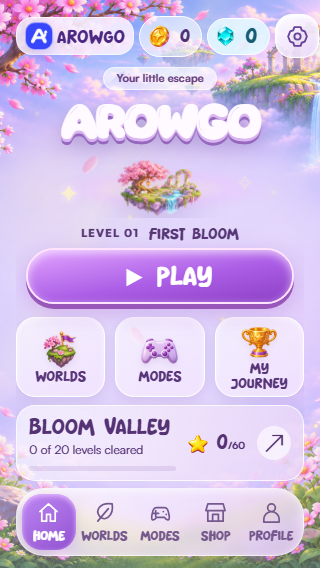 AROWGO 0 0
Your little escape
AROWGO
LEVEL 01 FIRST BLOOM
PLAY
WORLDS MODES MY JOURNEY
BLOOM VALLEY
0 of 20 levels cleared
0/60
HOME WORLDS MODES SHOP PROFILE